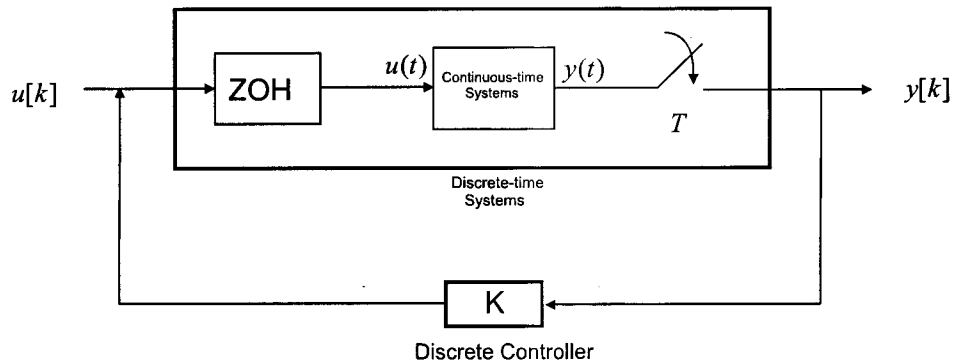 u[k]
ZOH
u(t)
Continuous-time
Systems
y(t)
T
y[k]
Discrete-time
Systems
K
Discrete Controller